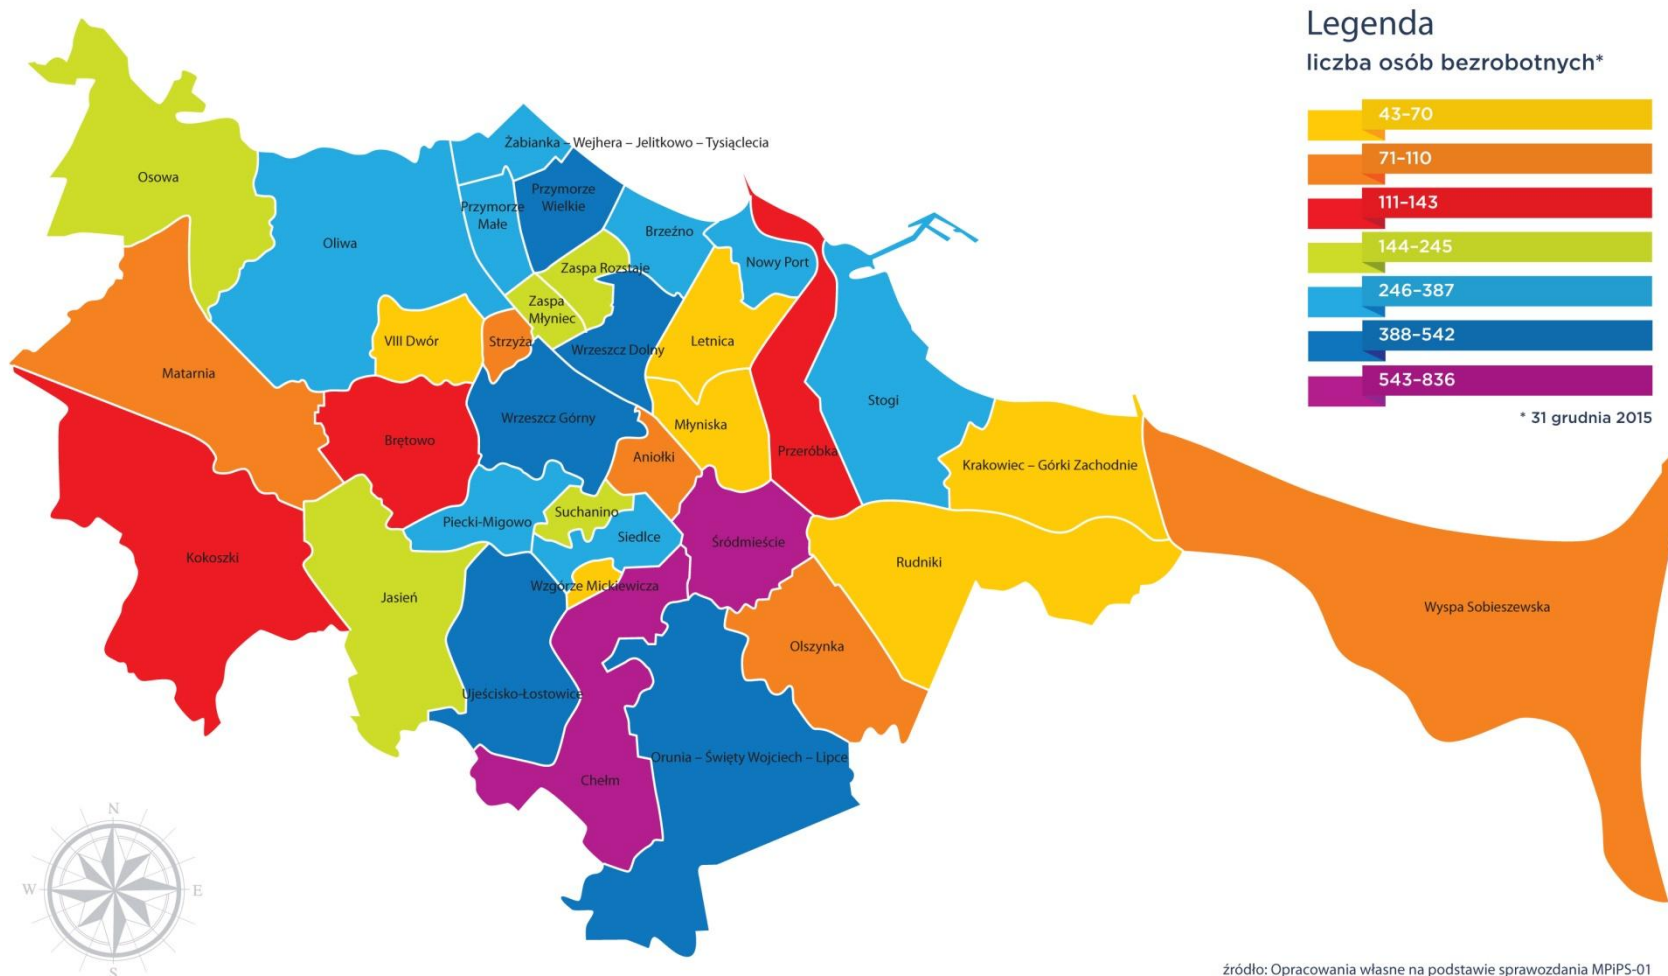 Legenda
liczba osób bezrobotnych*
43–70
71–110
111–143
144–245
246–387
388–542
543–836
* 31 grudnia 2015
Żabianka – Wejhera – Jelitkowo – Tysiąclecia
Osowa
Przymorze
Wielkie
Przymorze
Małe
Brzeźno
Oliwa
Nowy Port
Zaspa Rozstaje
Zaspa
Młyniec
VIII Dwór
Strzyża
Wrzeszcz Dolny
Letnica
Matarnia
Stogi
Wrzeszcz Górny
Młyniska
Brętowo
Przeróbka
Aniołki
Krakowiec – Górki Zachodnie
Suchanino
Piecki-Migowo
Siedlce
Śródmieście
Kokoszki
Rudniki
Wzgórze Mickiewicza
Jasień
Wyspa Sobieszewska
Olszynka
Ujeścisko-Łostowice
Orunia – Święty Wojciech – Lipce
Chełm
N
W
E
S
źródło: Opracowania własne na podstawie sprawozdania MPiPS-01